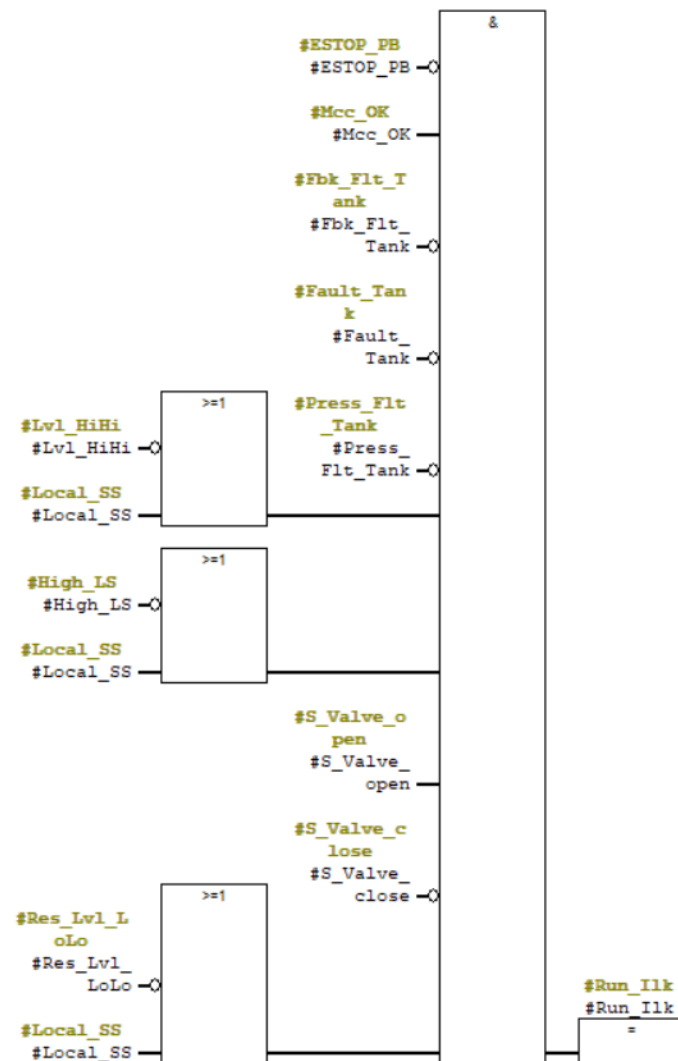 &
#ESTOP_PB
#ESTOP_PB
#Mcc_OK
#Mcc_OK
#Fbk_Flt_T
ank
#Fbk_Flt_
Tank
#Fault_Tan
k
#Fault_
Tank
>=1
#Lvl_HiHi
#Lvl_HiHi
#Local_SS
#Local_SS
#Press_Flt
_Tank
#Press_
Flt_Tank
>=1
#High_LS
#High_LS
#Local_SS
#Local_SS
#S_Valve_o
pen
#S_Valve_
open
#S_Valve_c
lose
#S_Valve_
close
>=1
#Res_Lvl_L
oLo
#Res_Lvl_
LoLo
#Local_SS
#Local_SS
#Run_Ilk
#Run_Ilk
=